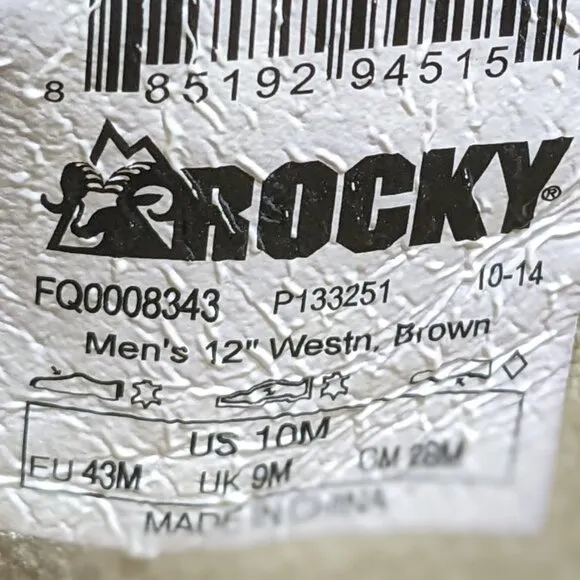 8 85192 94515 1
ROCKY®
FQ0008343 P133251 10-14
Men's 12" Westn, Brown
US 10M
EU 43M UK 9M CM 28M
MADE IN CHINA